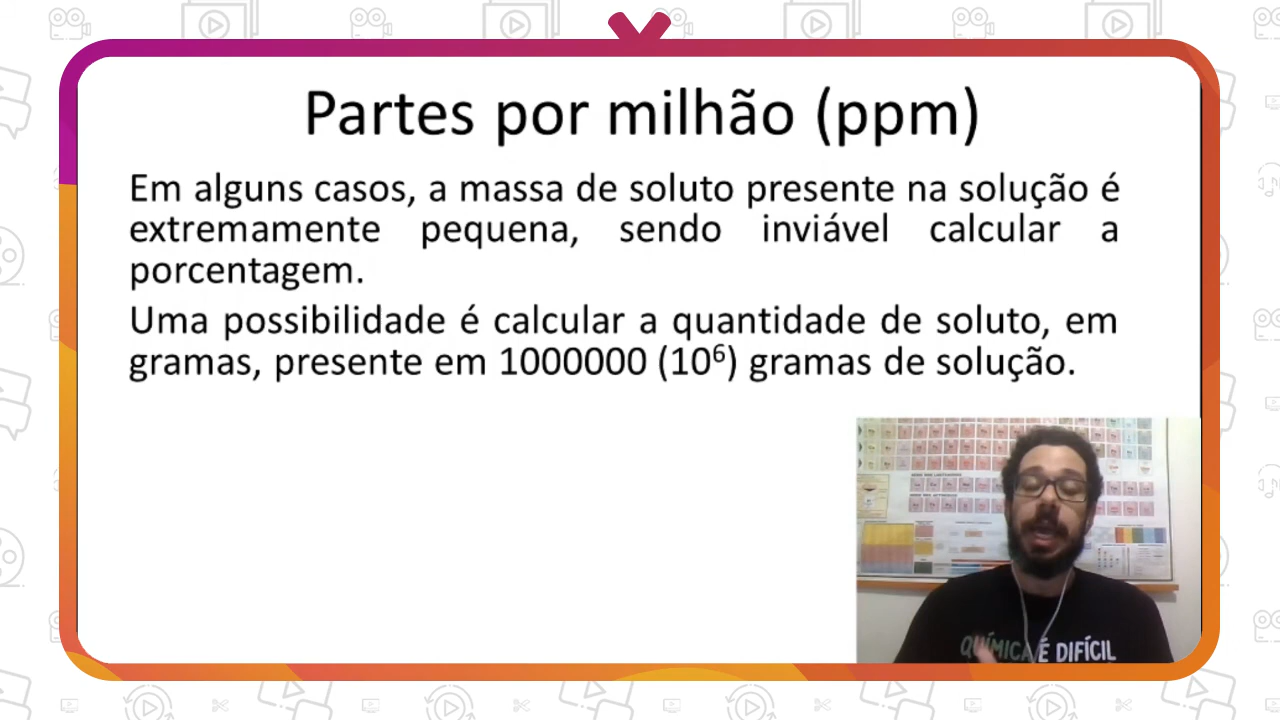 Partes por milhão (ppm)
Em alguns casos, a massa de soluto presente na solução é
extremamente pequena, sendo inviável calcular a
porcentagem.
Uma possibilidade é calcular a quantidade de soluto, em
gramas, presente em 1000000 (10⁶) gramas de solução.
QUÍMICA É DIFÍCIL